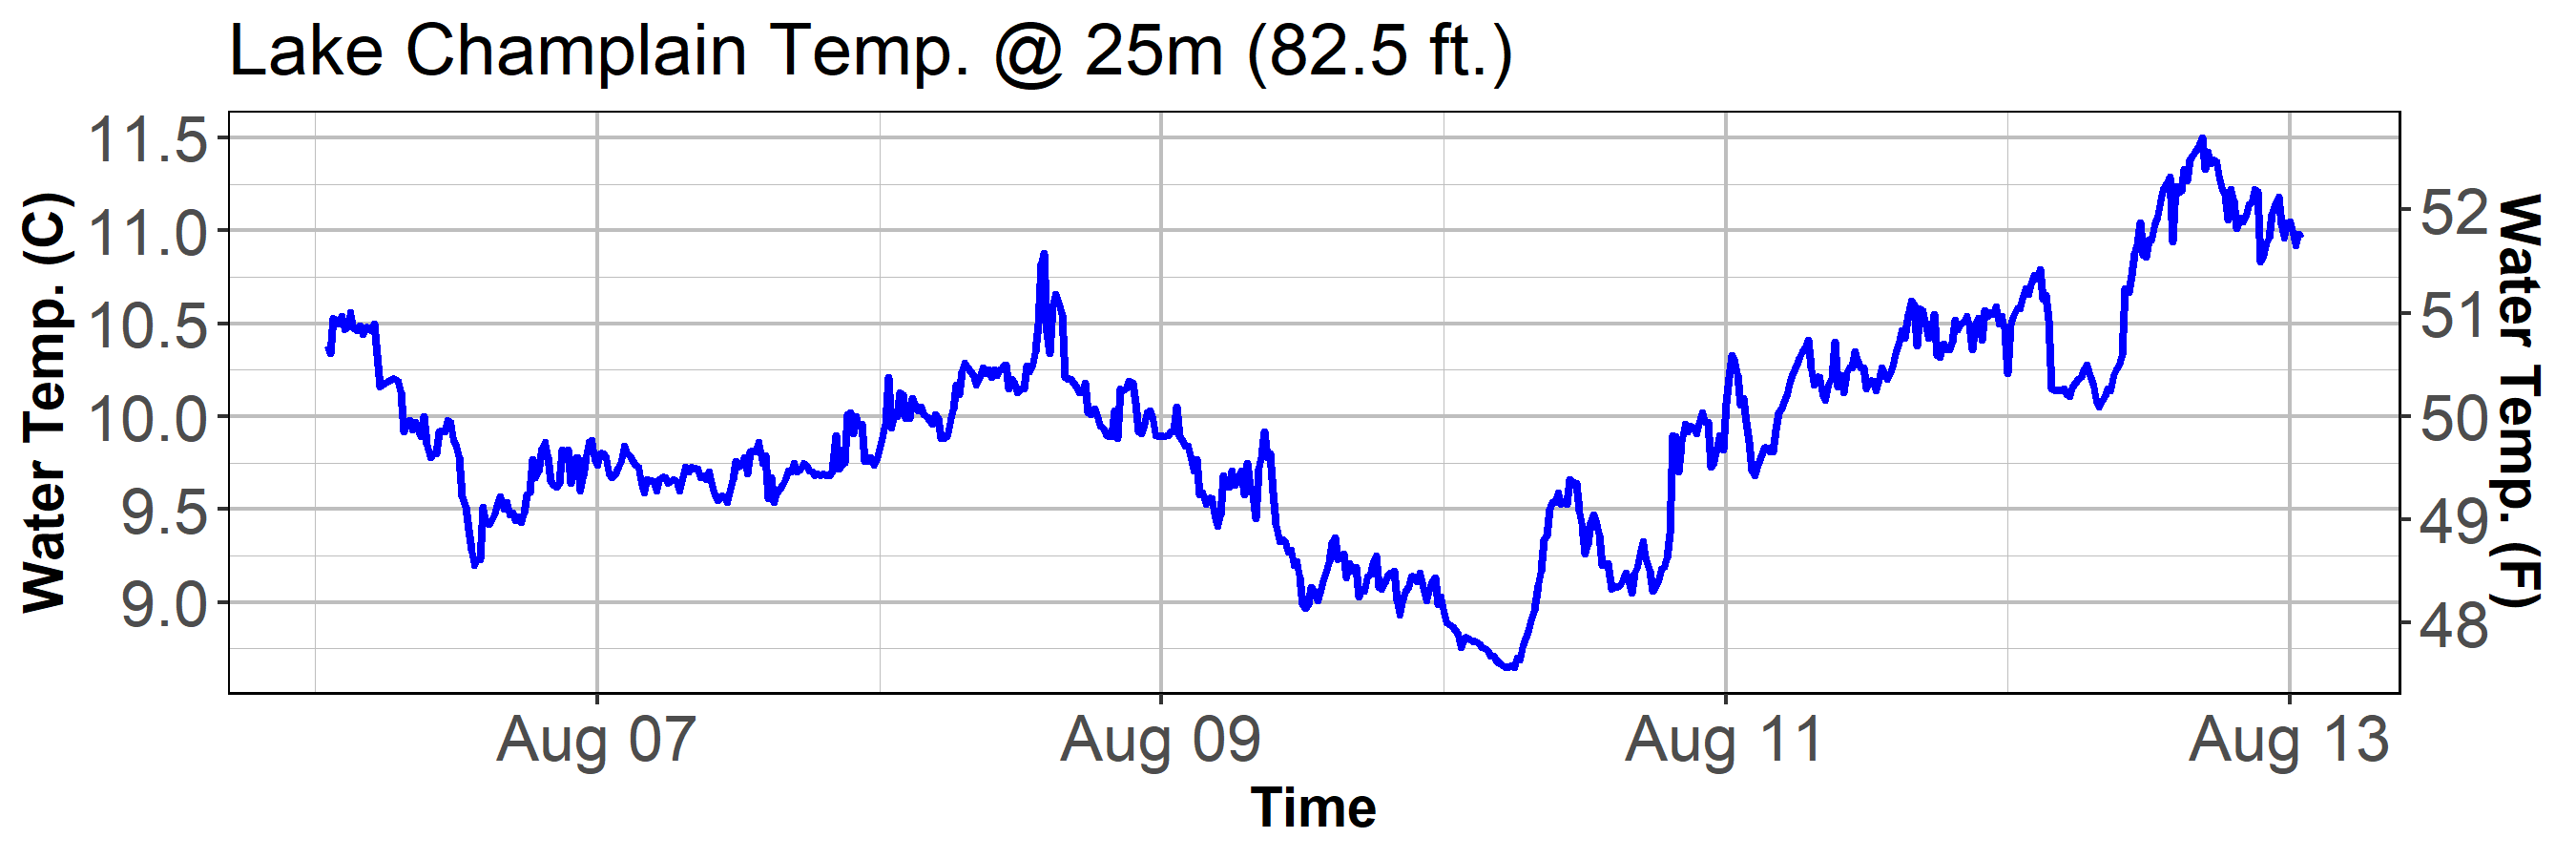 Lake Champlain Temp. @ 25m (82.5 ft.)
Water Temp. (C)
11.5
11.0
10.5
10.0
9.5
9.0
52
51
50
49
48
Water Temp. (F)
Aug 07
Aug 09
Aug 11
Aug 13
Time